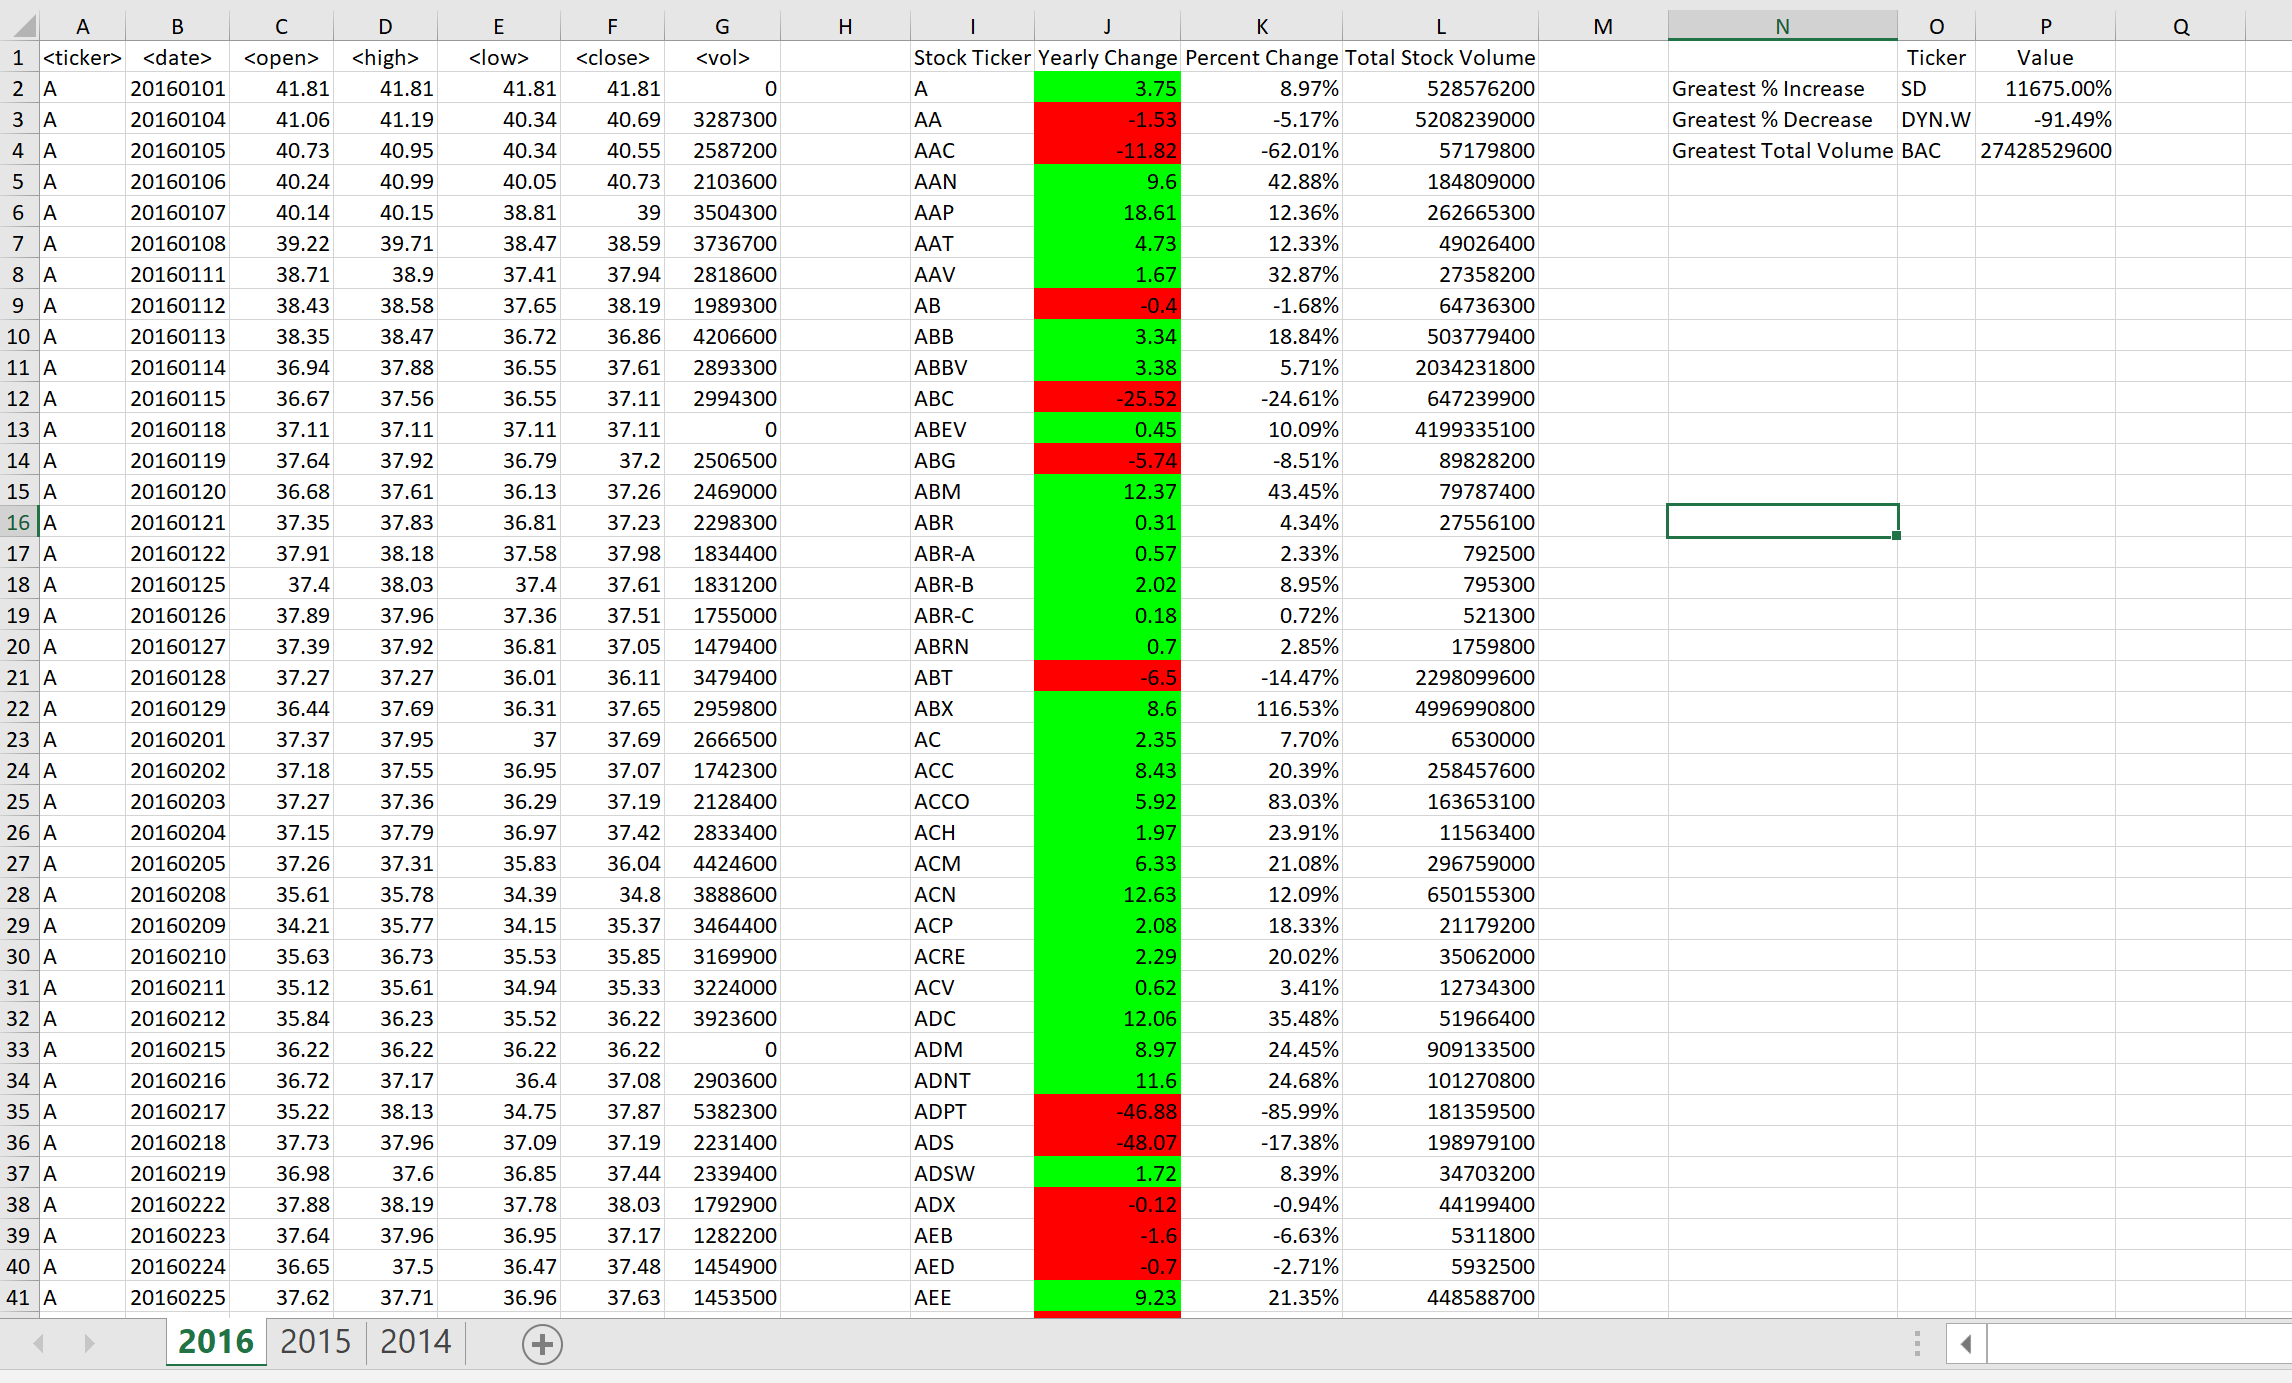 A B C D E F G H I J K L M N O P Q
1 <ticker> <date> <open> <high> <low> <close> <vol> Stock Ticker Yearly Change Percent Change Total Stock Volume Ticker Value
2 A 20160101 41.81 41.81 41.81 41.81 0 A 3.75 8.97% 528576200 Greatest % Increase SD 11675.00%
3 A 20160104 41.06 41.19 40.34 40.69 3287300 AA -1.53 -5.17% 5208239000 Greatest % Decrease DYN.W -91.49%
4 A 20160105 40.73 40.95 40.34 40.55 2587200 AAC -11.82 -62.01% 57179800 Greatest Total Volume BAC 27428529600
5 A 20160106 40.24 40.99 40.05 40.73 2103600 AAN 9.6 42.88% 184809000
6 A 20160107 40.14 40.15 38.81 39 3504300 AAP 18.61 12.36% 262665300
7 A 20160108 39.22 39.71 38.47 38.59 3736700 AAT 4.73 12.33% 49026400
8 A 20160111 38.71 38.9 37.41 37.94 2818600 AAV 1.67 32.87% 27358200
9 A 20160112 38.43 38.58 37.65 38.19 1989300 AB -0.4 -1.68% 64736300
10 A 20160113 38.35 38.47 36.72 36.86 4206600 ABB 3.34 18.84% 503779400
11 A 20160114 36.94 37.88 36.55 37.61 2893300 ABBV 3.38 5.71% 2034231800
12 A 20160115 36.67 37.56 36.55 37.11 2994300 ABC -25.52 -24.61% 647239900
13 A 20160118 37.11 37.11 37.11 37.11 0 ABEV 0.45 10.09% 4199335100
14 A 20160119 37.64 37.92 36.79 37.2 2506500 ABG -5.74 -8.51% 89828200
15 A 20160120 36.68 37.61 36.13 37.26 2469000 ABM 12.37 43.45% 79787400
16 A 20160121 37.35 37.83 36.81 37.23 2298300 ABR 0.31 4.34% 27556100
17 A 20160122 37.91 38.18 37.58 37.98 1834400 ABR-A 0.57 2.33% 792500
18 A 20160125 37.4 38.03 37.4 37.61 1831200 ABR-B 2.02 8.95% 795300
19 A 20160126 37.89 37.96 37.36 37.51 1755000 ABR-C 0.18 0.72% 521300
20 A 20160127 37.39 37.92 36.81 37.05 1479400 ABRN 0.7 2.85% 1759800
21 A 20160128 37.27 37.27 36.01 36.11 3479400 ABT -6.5 -14.47% 2298099600
22 A 20160129 36.44 37.69 36.31 37.65 2959800 ABX 8.6 116.53% 4996990800
23 A 20160201 37.37 37.95 37 37.69 2666500 AC 2.35 7.70% 6530000
24 A 20160202 37.18 37.55 36.95 37.07 1742300 ACC 8.43 20.39% 258457600
25 A 20160203 37.27 37.36 36.29 37.19 2128400 ACCO 5.92 83.03% 163653100
26 A 20160204 37.15 37.79 36.97 37.42 2833400 ACH 1.97 23.91% 11563400
27 A 20160205 37.26 37.31 35.83 36.04 4424600 ACM 6.33 21.08% 296759000
28 A 20160208 35.61 35.78 34.39 34.8 3888600 ACN 12.63 12.09% 650155300
29 A 20160209 34.21 35.77 34.15 35.37 3464400 ACP 2.08 18.33% 21179200
30 A 20160210 35.63 36.73 35.53 35.85 3169900 ACRE 2.29 20.02% 35062000
31 A 20160211 35.12 35.61 34.94 35.33 3224000 ACV 0.62 3.41% 12734300
32 A 20160212 35.84 36.23 35.52 36.22 3923600 ADC 12.06 35.48% 51966400
33 A 20160215 36.22 36.22 36.22 36.22 0 ADM 8.97 24.45% 909133500
34 A 20160216 36.72 37.17 36.4 37.08 2903600 ADNT 11.6 24.68% 101270800
35 A 20160217 35.22 38.13 34.75 37.87 5382300 ADPT -46.88 -85.99% 181359500
36 A 20160218 37.73 37.96 37.09 37.19 2231400 ADS -48.07 -17.38% 198979100
37 A 20160219 36.98 37.6 36.85 37.44 2339400 ADSW 1.72 8.39% 34703200
38 A 20160222 37.88 38.19 37.78 38.03 1792900 ADX -0.12 -0.94% 44199400
39 A 20160223 37.64 37.96 36.95 37.17 1282200 AEB -1.6 -6.63% 5311800
40 A 20160224 36.65 37.5 36.47 37.48 1454900 AED -0.7 -2.71% 5932500
41 A 20160225 37.62 37.71 36.96 37.63 1453500 AEE 9.23 21.35% 448588700
2016 2015 2014